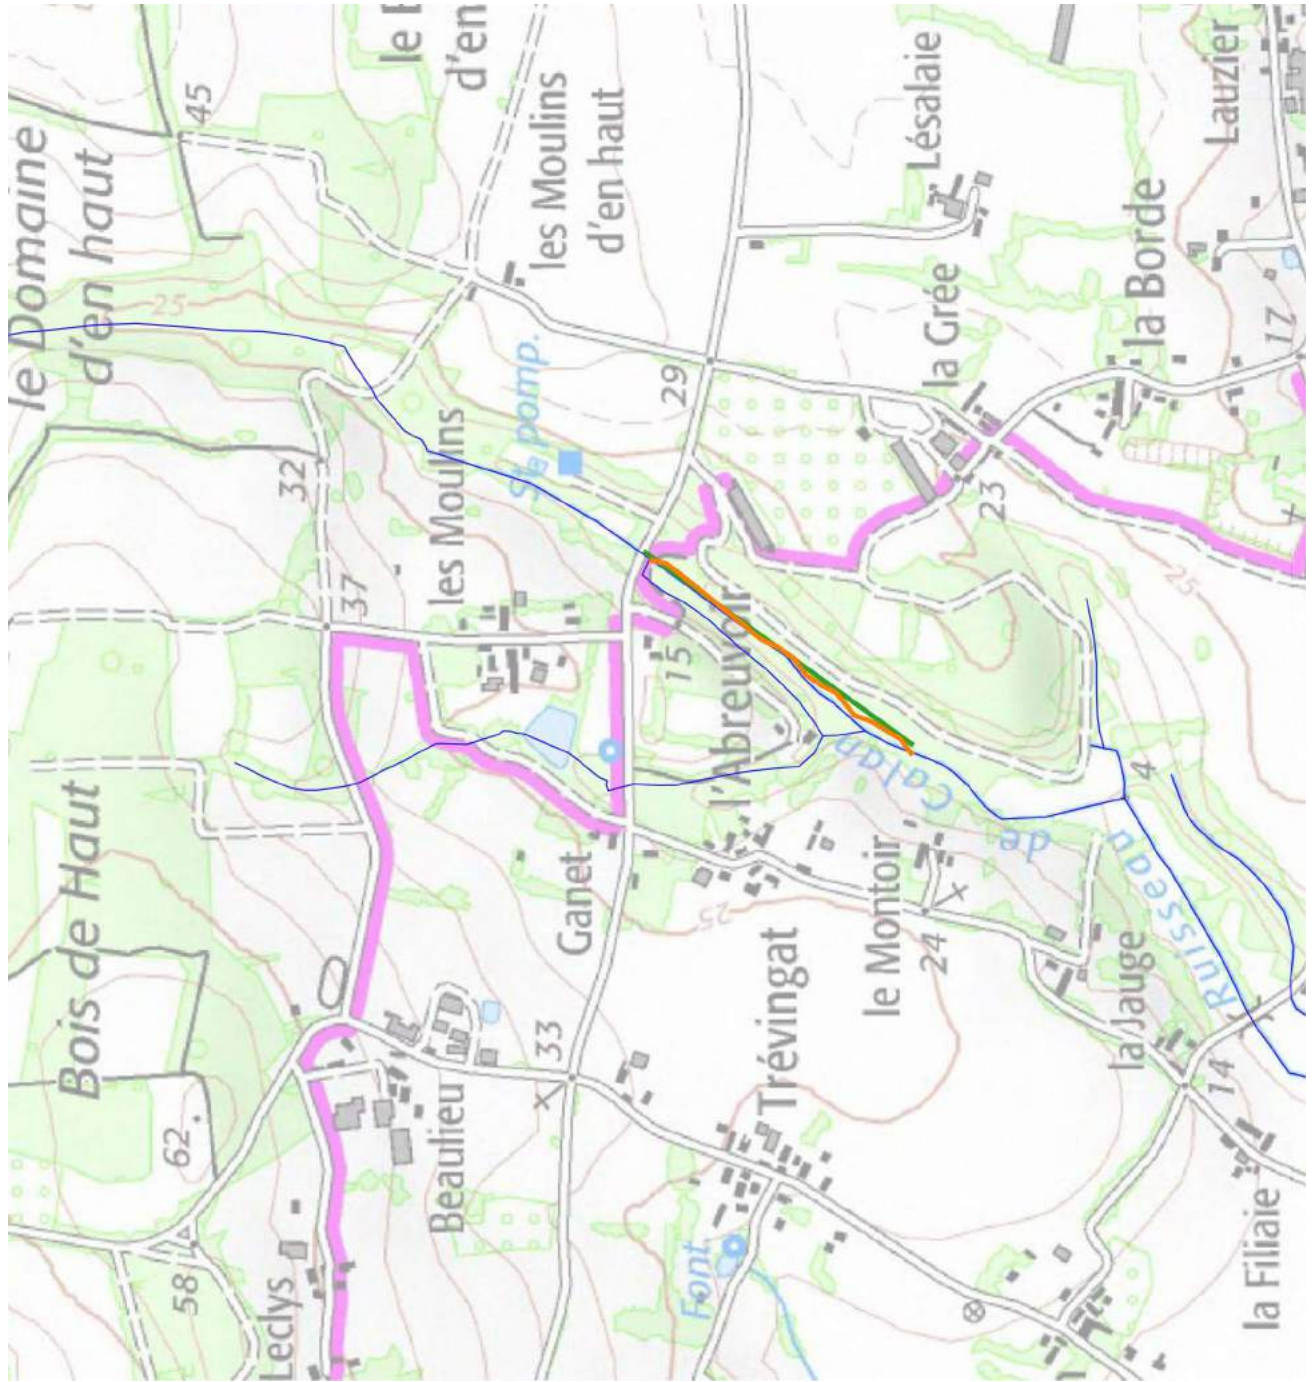 le Domaine
d'en haut
45
d'en
les Moulins
d'en haut
Lésalaie
Lauzier
25
Ste pomp.
29
la Grée
la Borde
17
32
les Moulins
37
23
25
15
l'Abreuvoir
Ruisseau
de
Calan
4
Bois de Haut
Ganet
25
le Montoir
24
la Jauge
14
33
Trévingat
Beaulieu
62
58
Leclys
Font
la Filiaie